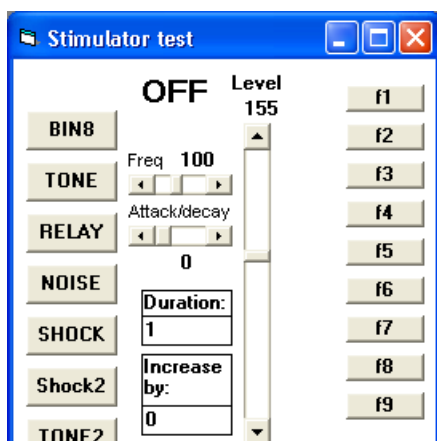 Stimulator test
OFF
Level
155
BIN8
TONE
RELAY
NOISE
SHOCK
Shock2
TONE2
Freq 100
Attack/decay
0
Duration:
1
Increase
by:
0
f1
f2
f3
f4
f5
f6
f7
f8
f9